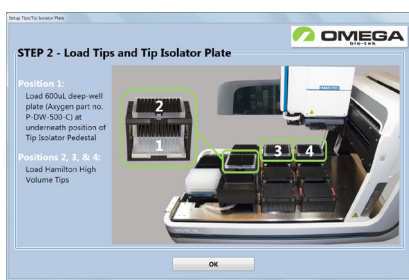 Setup Tips/Tip Isolator Plate
OMEGA
bio-tek
STEP 2 - Load Tips and Tip Isolator Plate
Position 1:
Load 600uL deep-well
plate (Axygen part no.
P-DW-500-C) at
underneath position of
Tip Isolator Pedestal
Positions 2, 3, & 4:
Load Hamilton High
Volume Tips
2
1
3
4
HAMILTON
OK